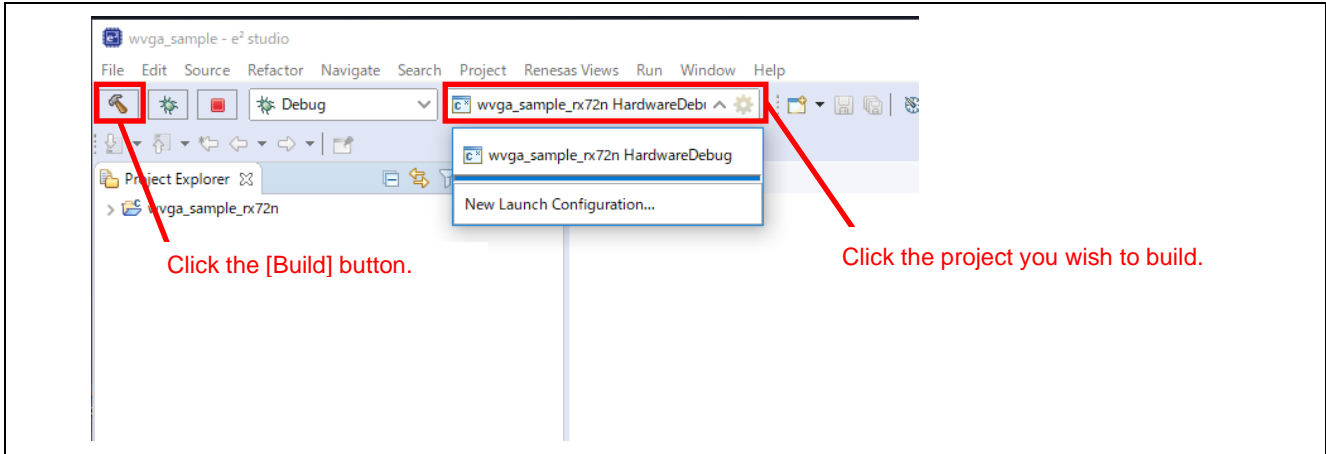 wvga_sample - e² studio
File Edit Source Refactor Navigate Search Project Renesas Views Run Window Help
Debug
wvga_sample_rx72n HardwareDebu
wvga_sample_rx72n HardwareDebug
Project Explorer
wvga_sample_rx72n
New Launch Configuration...
Click the [Build] button.
Click the project you wish to build.